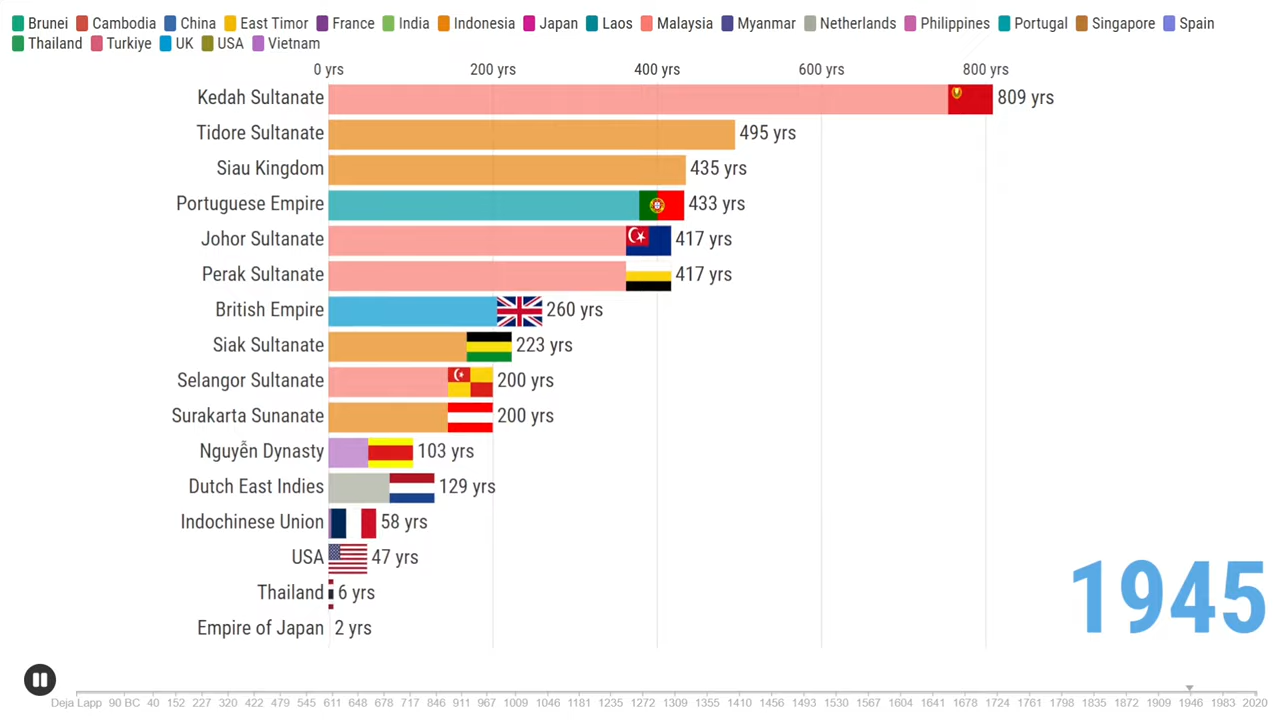 Brunei Cambodia China East Timor France India Indonesia Japan Laos Malaysia Myanmar Netherlands Philippines Portugal Singapore Spain
Thailand Turkiye UK USA Vietnam
0 yrs 200 yrs 400 yrs 600 yrs 800 yrs
Kedah Sultanate 809 yrs
Tidore Sultanate 495 yrs
Siau Kingdom 435 yrs
Portuguese Empire 433 yrs
Johor Sultanate 417 yrs
Perak Sultanate 417 yrs
British Empire 260 yrs
Siak Sultanate 223 yrs
Selangor Sultanate 200 yrs
Surakarta Sunanate 200 yrs
Nguyễn Dynasty 103 yrs
Dutch East Indies 129 yrs
Indochinese Union 58 yrs
USA 47 yrs
Thailand 6 yrs
Empire of Japan 2 yrs
1945
Deja Lapp 90 BC 40 152 227 320 422 479 545 611 648 678 717 846 911 967 1009 1046 1181 1235 1309 1355 1410 1456 1493 1527 1567 1604 1641 1678 1758 1797 1835 1872 1909 1946 1983 2020